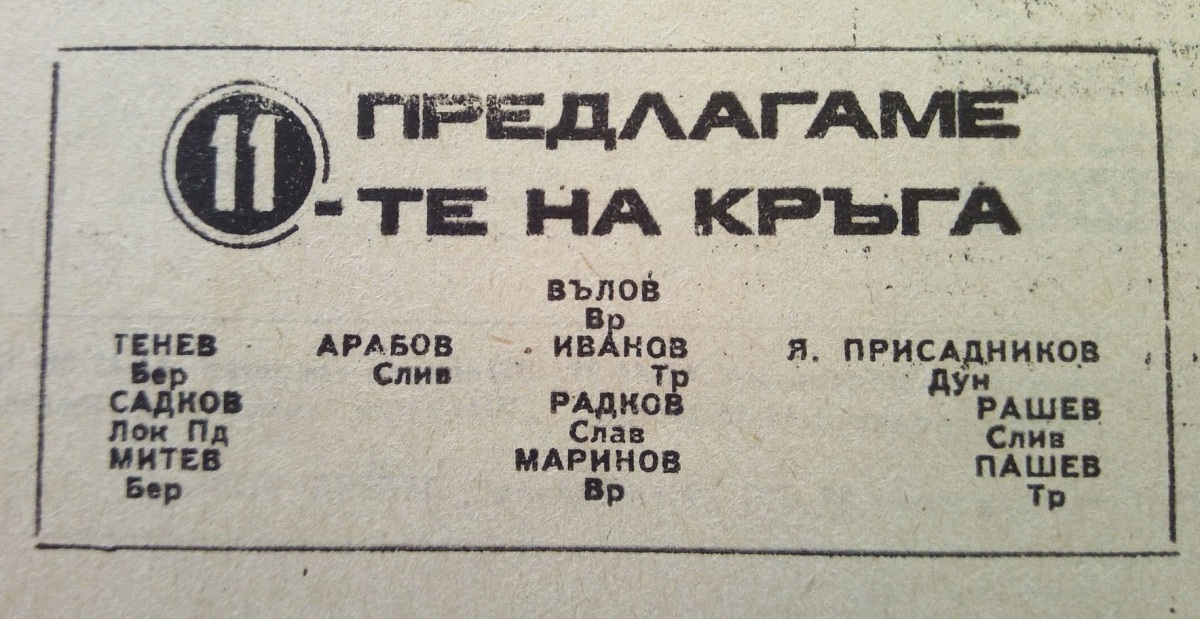 ПРЕДЛАГАМЕ
11-ТЕ НА КРЪГА
ВЪЛОВ
Вр
ТЕНЕВ АРАБОВ ИВАНОВ Я. ПРИСАДНИКОВ
Бер Слив Тр Дун
САДКОВ РАДКОВ РАШЕВ
Лок Пд Слав Слив
МИТЕВ МАРИНОВ ПАШЕВ
Бер Вр Тр